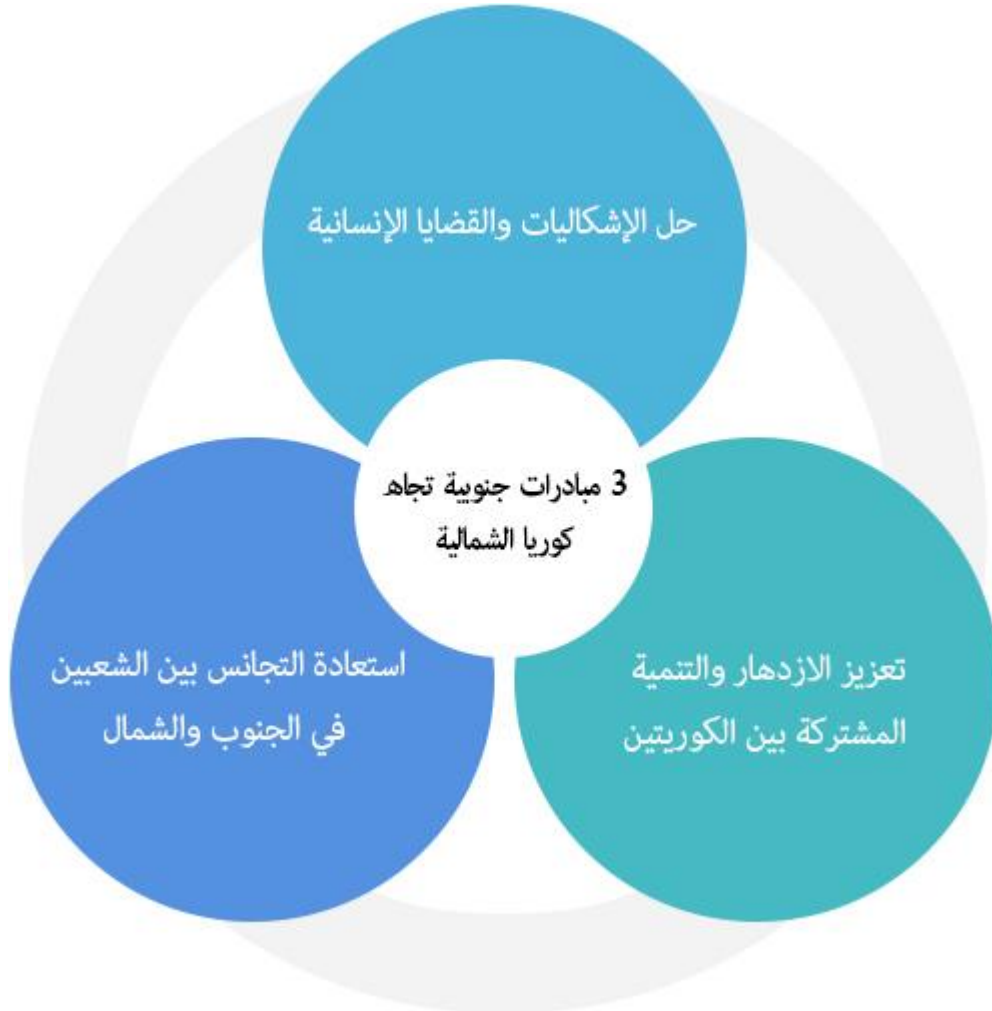 حل الإشكاليات والقضايا الإنسانية
3 مبادرات جنوبية تجاه
كوريا الشمالية
تعزيز الازدهار والتنمية
المشتركة بين الكوريتين
استعادة التجانس بين الشعبين
في الجنوب والشمال